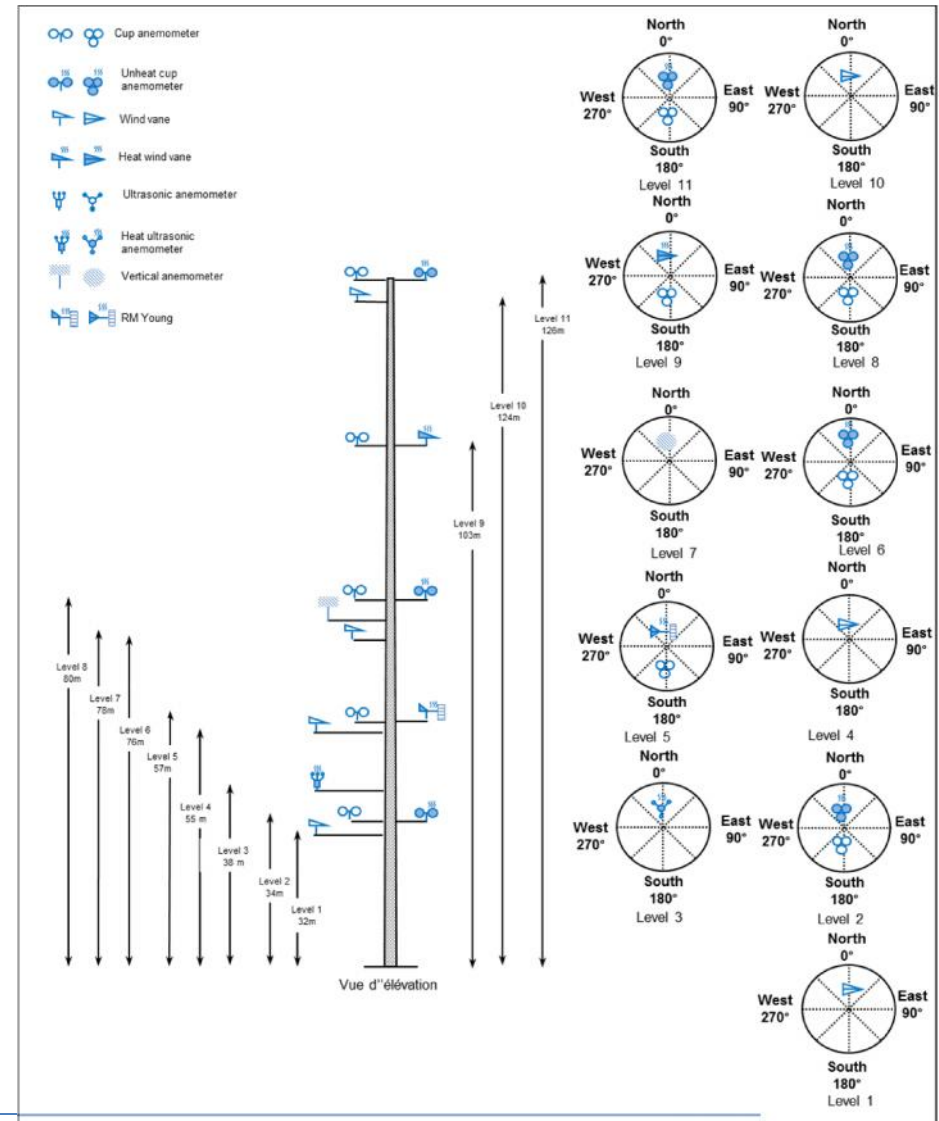 Cup anemometer
Unheat cup
anemometer
Wind vane
Heat wind vane
Ultrasonic anemometer
Heat ultrasonic
anemometer
Vertical anemometer
RM Young
Level 11
126m
Level 10
124m
Level 9
103m
Level 8
80m
Level 7
78m
Level 6
76m
Level 5
57m
Level 4
55 m
Level 3
38 m
Level 2
34m
Level 1
32m
Vue d''élévation
North
0°
West
270°
East
90°
South
180°
Level 11
North
0°
West
270°
East
90°
South
180°
Level 10
North
0°
West
270°
East
90°
South
180°
Level 9
North
0°
West
270°
East
90°
South
180°
Level 8
North
0°
West
270°
East
90°
South
180°
Level 7
North
0°
West
270°
East
90°
South
180°
Level 6
North
0°
West
270°
East
90°
South
180°
Level 5
North
0°
West
270°
East
90°
South
180°
Level 4
North
0°
West
270°
East
90°
South
180°
Level 3
North
0°
West
270°
East
90°
South
180°
Level 2
North
0°
West
270°
East
90°
South
180°
Level 1